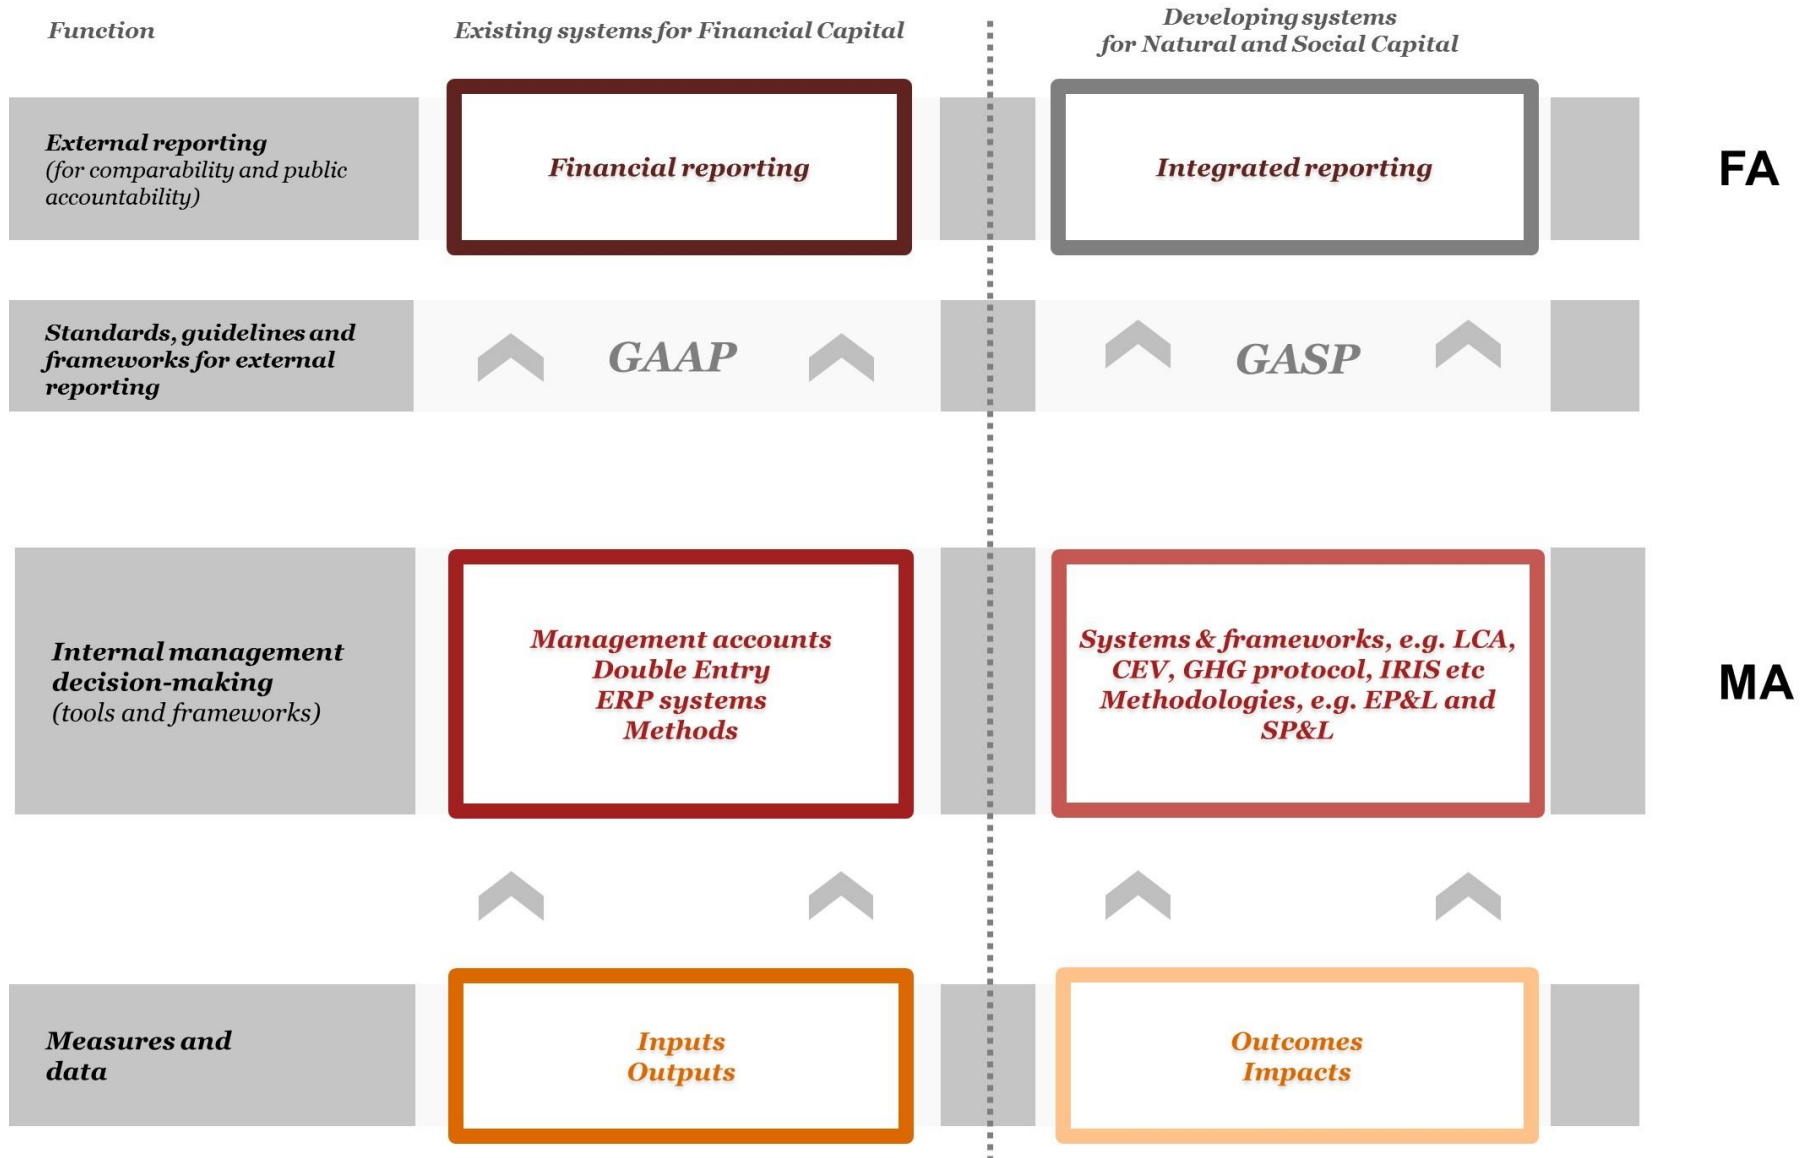 Function
Existing systems for Financial Capital
Developing systems
for Natural and Social Capital
External reporting
(for comparability and public
accountability)
Financial reporting
Integrated reporting
FA
Standards, guidelines and
frameworks for external
reporting
GAAP
GASP
Internal management
decision-making
(tools and frameworks)
Management accounts
Double Entry
ERP systems
Methods
Systems & frameworks, e.g. LCA,
CEV, GHG protocol, IRIS etc
Methodologies, e.g. EP&L and
SP&L
MA
Measures and
data
Inputs
Outputs
Outcomes
Impacts